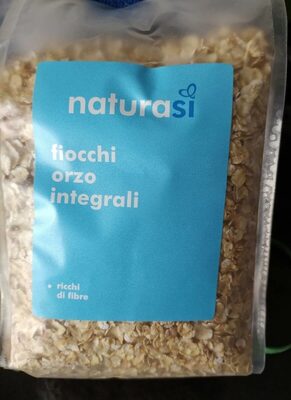 naturasì
fiocchi
orzo
integrali
• ricchi
di fibre